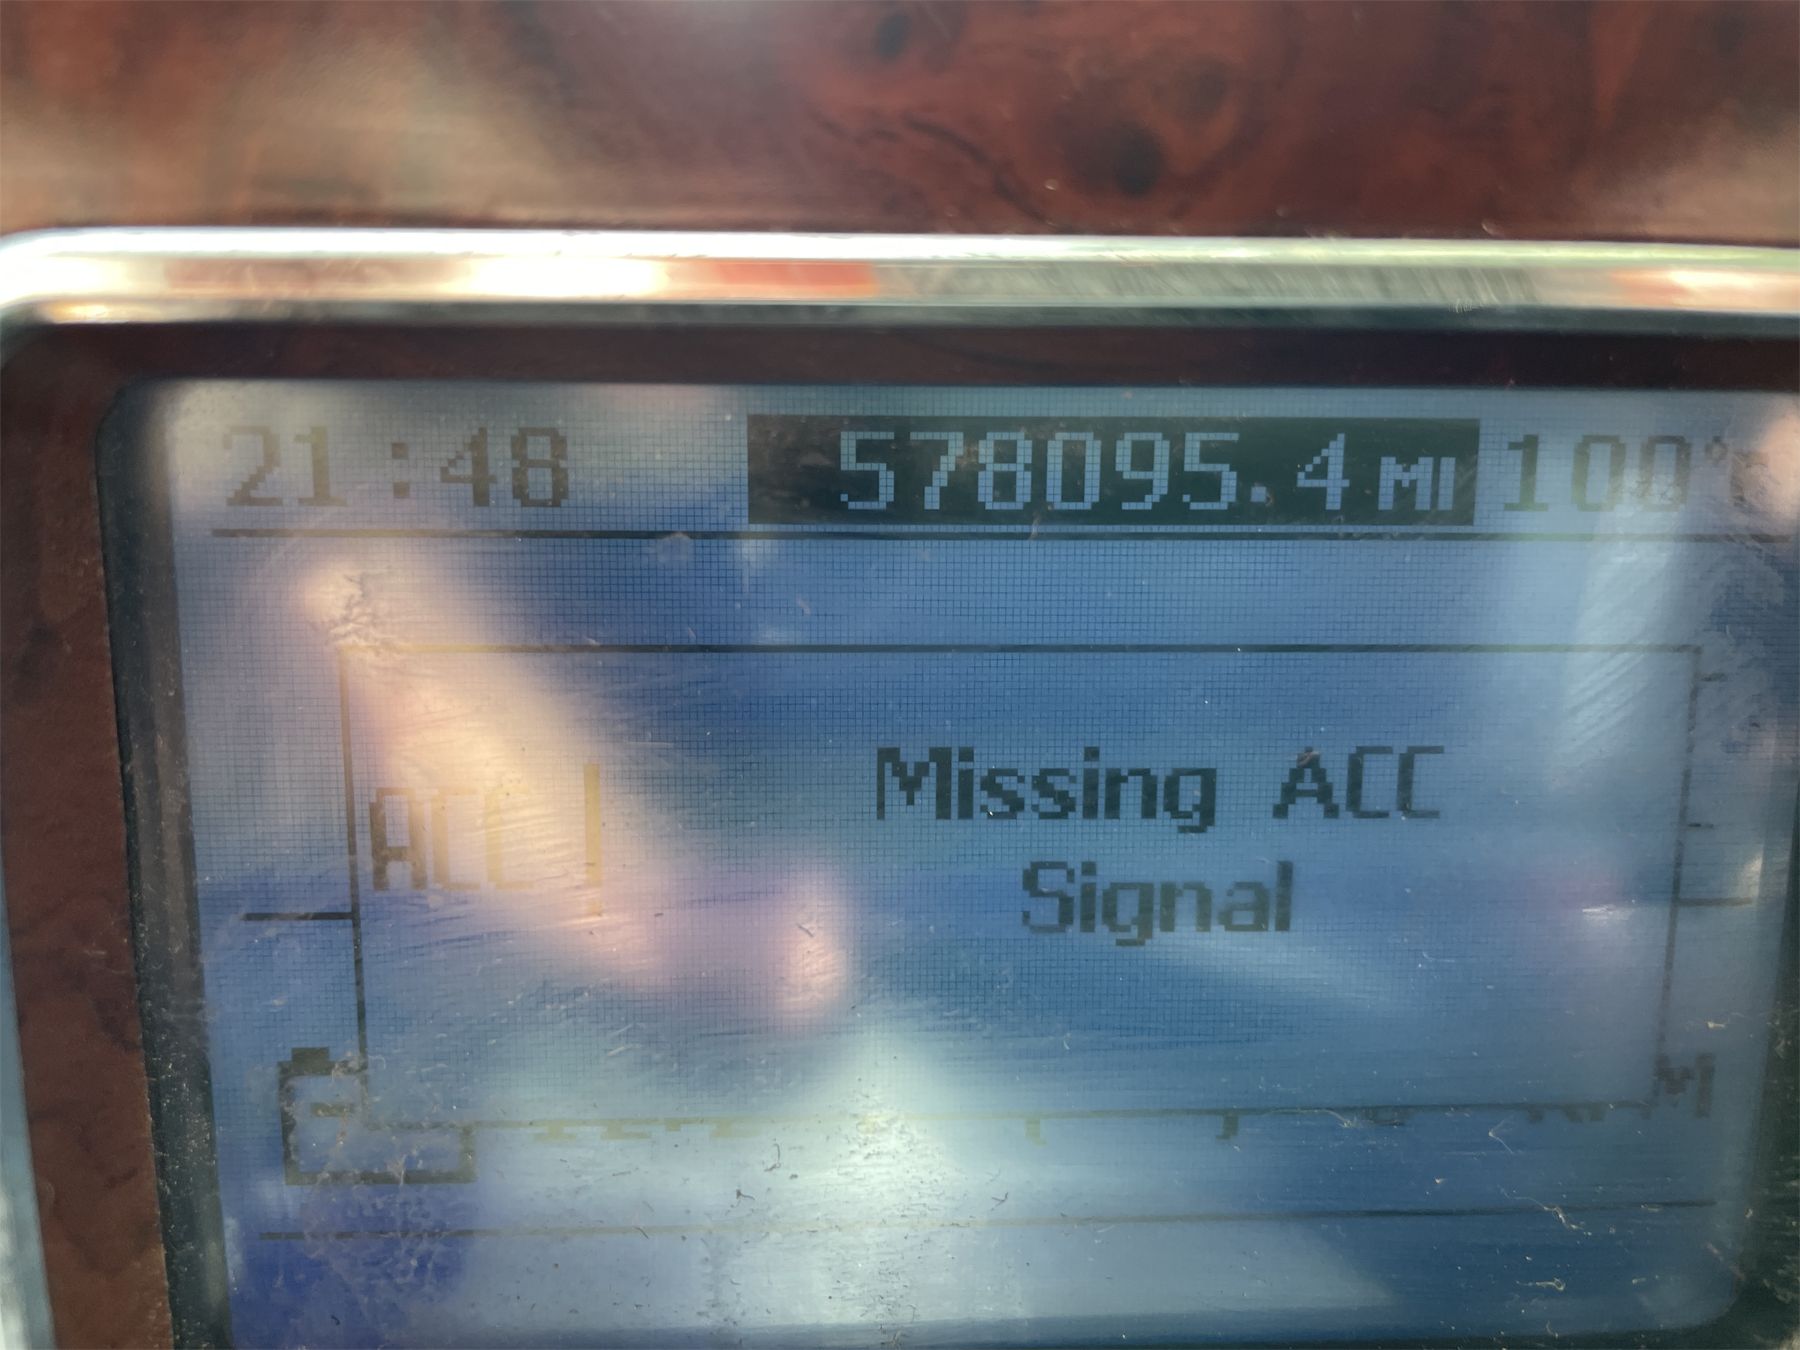 21:48 578095.4 MI 100°
ACC
Missing ACC
Signal